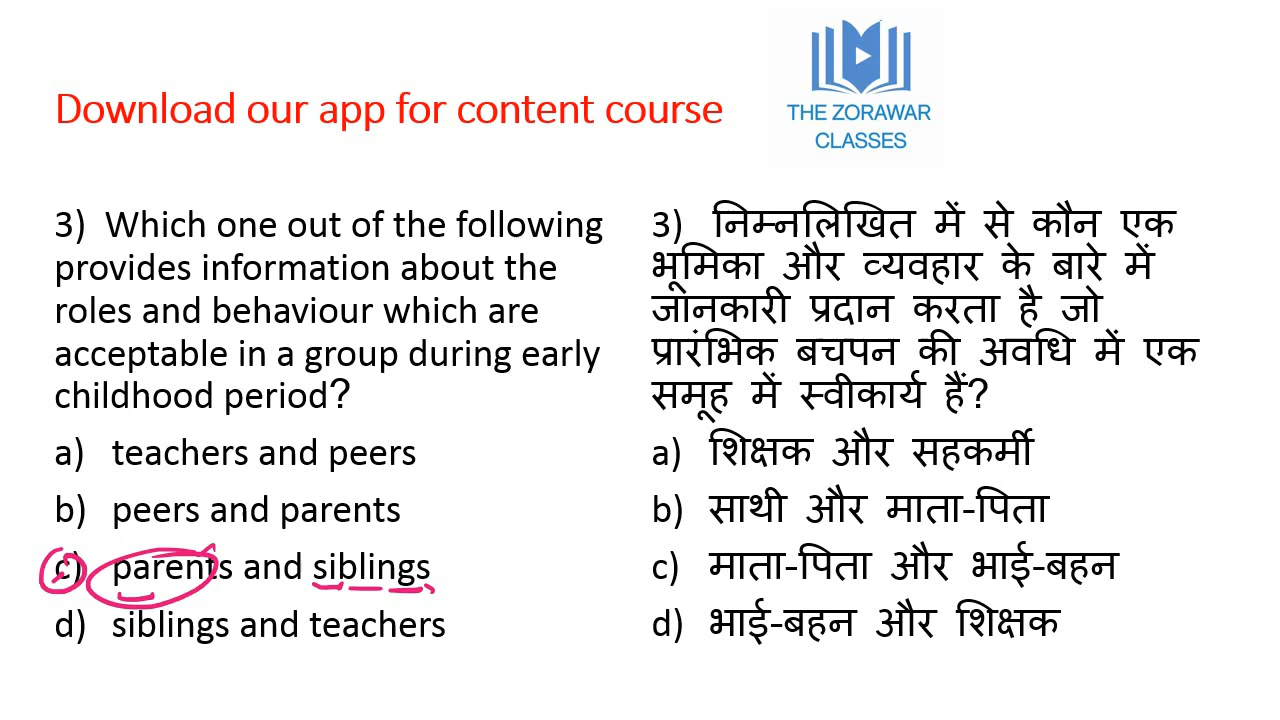 Download our app for content course
THE ZORAWAR
CLASSES
3) Which one out of the following
provides information about the
roles and behaviour which are
acceptable in a group during early
childhood period?
a) teachers and peers
b) peers and parents
c) parents and siblings
d) siblings and teachers
3) निम्नलिखित में से कौन एक
भूमिका और व्यवहार के बारे में
जानकारी प्रदान करता है जो
प्रारंभिक बचपन की अवधि में एक
समूह में स्वीकार्य हैं?
a) शिक्षक और सहकर्मी
b) साथी और माता-पिता
c) माता-पिता और भाई-बहन
d) भाई-बहन और शिक्षक